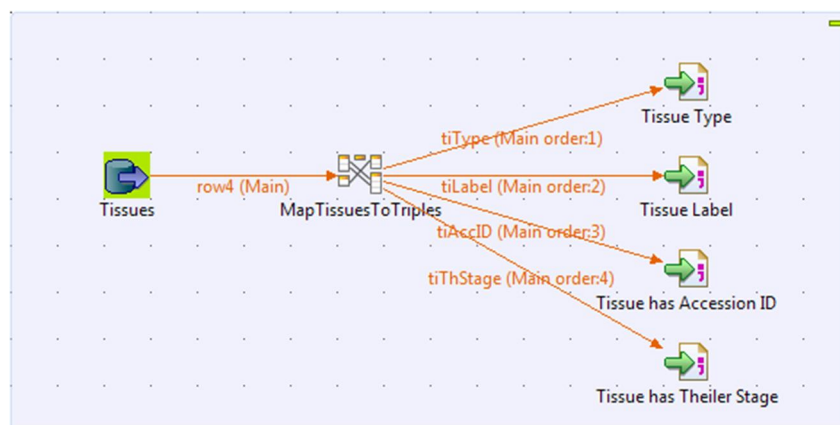 Tissue Type
tiType (Main order:1)
row4 (Main)
tiLabel (Main order:2)
Tissues
MapTissuesToTriples
Tissue Label
tiAccID (Main order:3)
tiThStage (Main order:4)
Tissue has Accession ID
Tissue has Theiler Stage